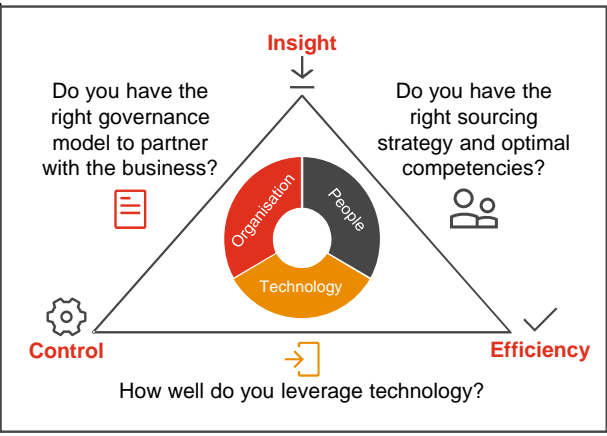 Insight
Do you have the
right governance
model to partner
with the business?
Do you have the
right sourcing
strategy and optimal
competencies?
Organisation
People
Technology
Control
Efficiency
How well do you leverage technology?